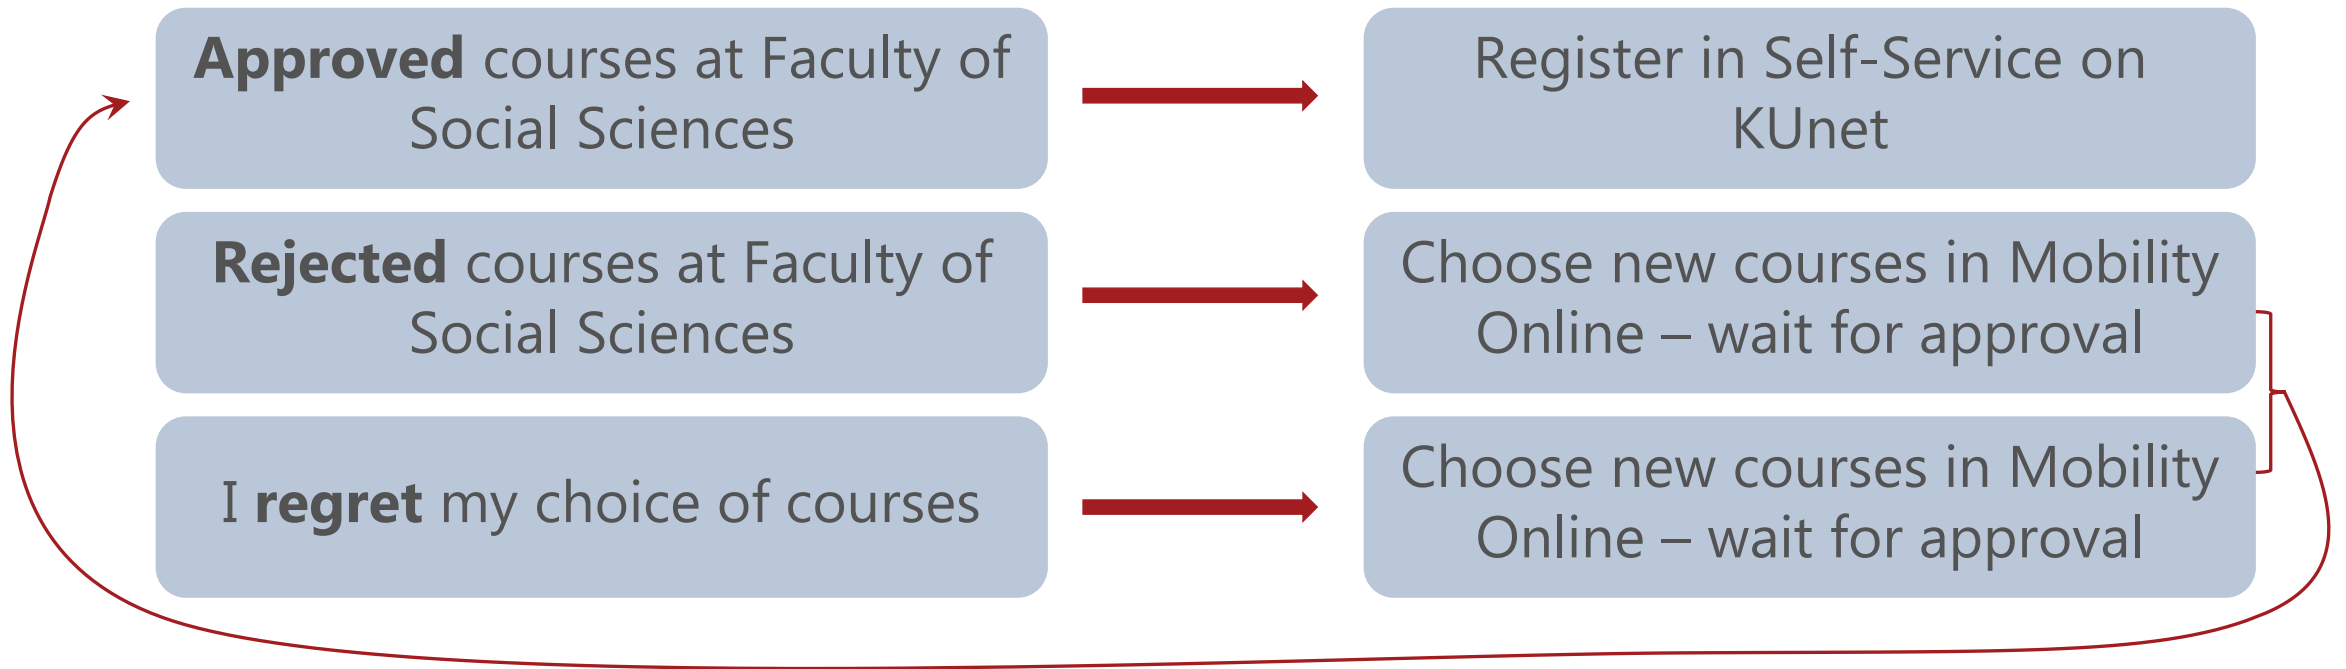 Approved courses at Faculty of
Social Sciences
Register in Self-Service on
KUnet
Rejected courses at Faculty of
Social Sciences
Choose new courses in Mobility
Online – wait for approval
I regret my choice of courses
Choose new courses in Mobility
Online – wait for approval